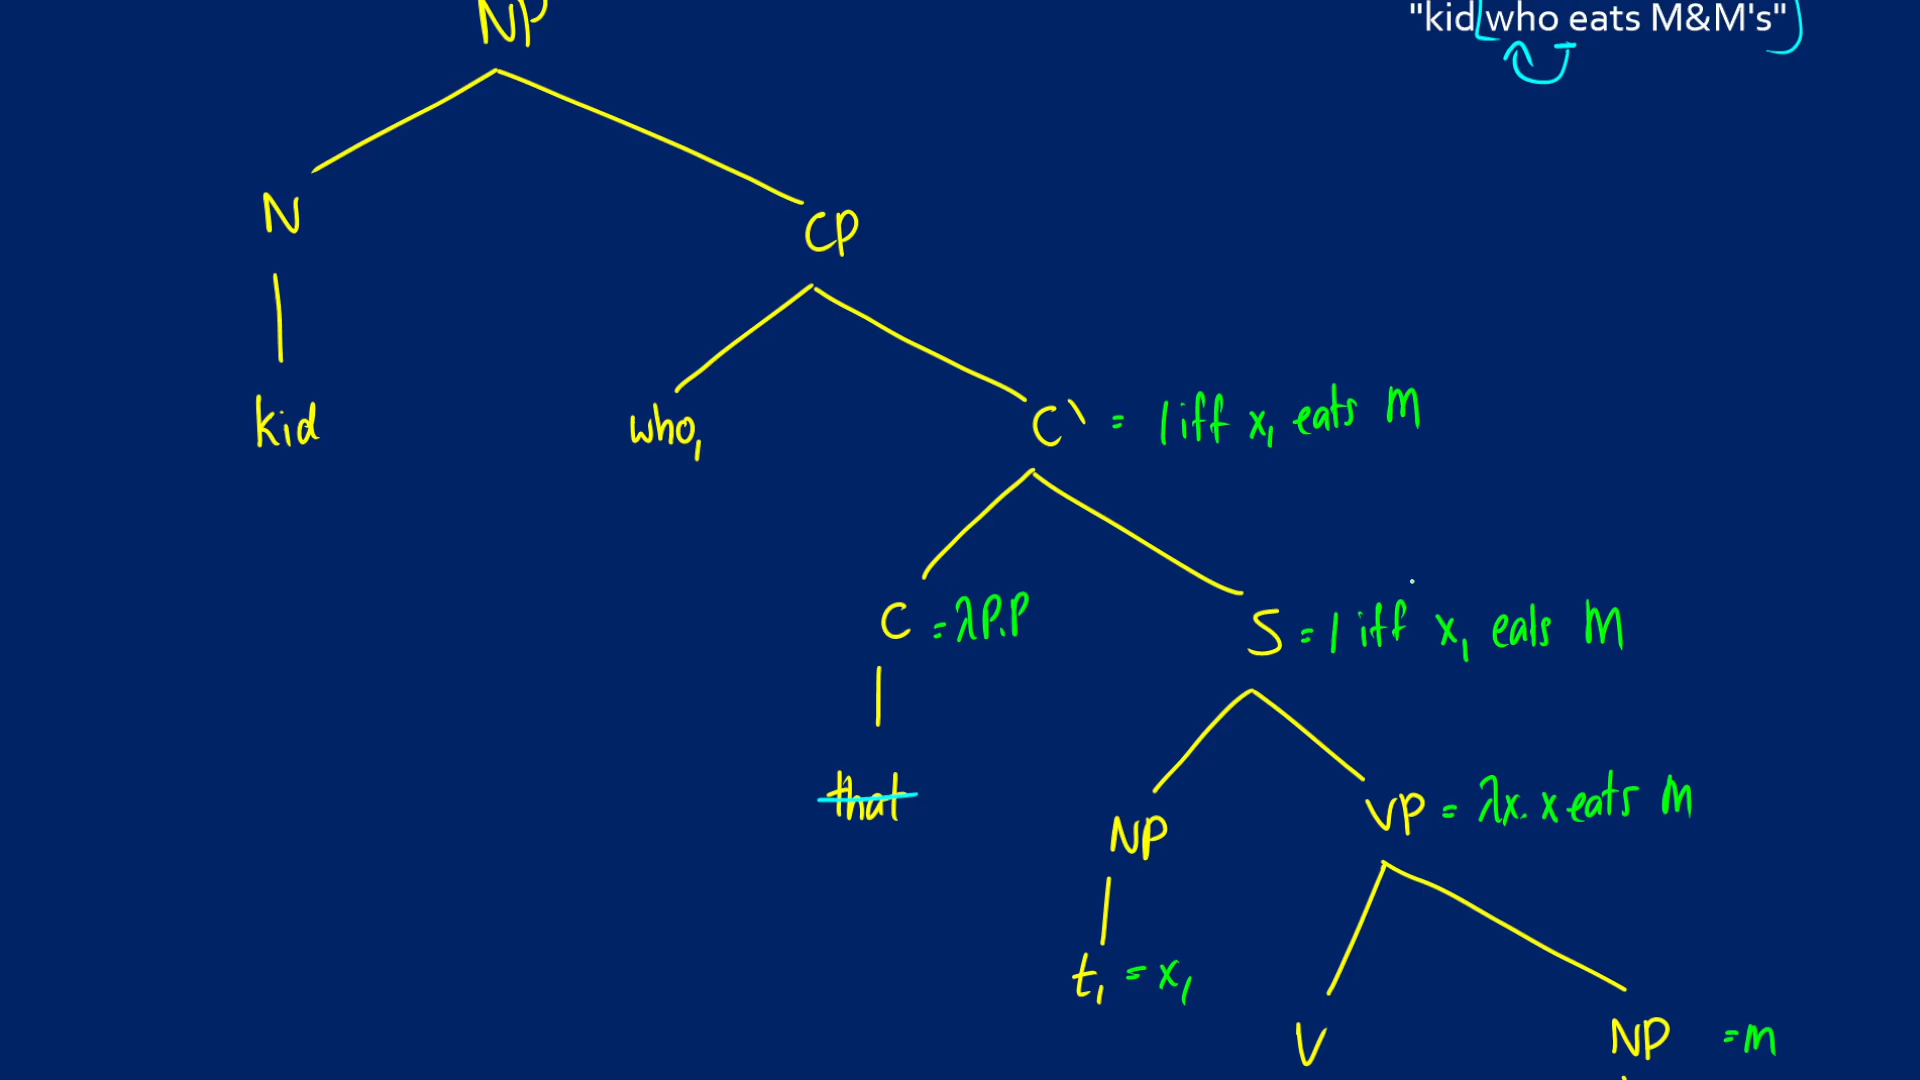 NP
"kid who eats M&M's"
N
CP
kid
who₁
C' = 1 iff x₁ eats M
C = λP.P
S = 1 iff x₁ eats M
that
NP
VP = λx. x eats M
t₁ = x₁
V
NP = m